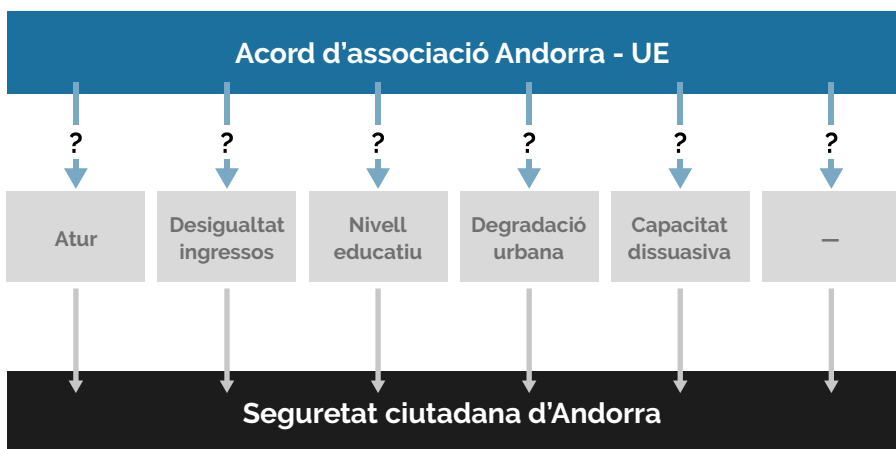 Acord d’associació Andorra - UE
? ? ? ? ? ?
Atur
Desigualtat
ingressos
Nivell
educatiu
Degradació
urbana
Capacitat
dissuasiva
—
Seguretat ciutadana d’Andorra